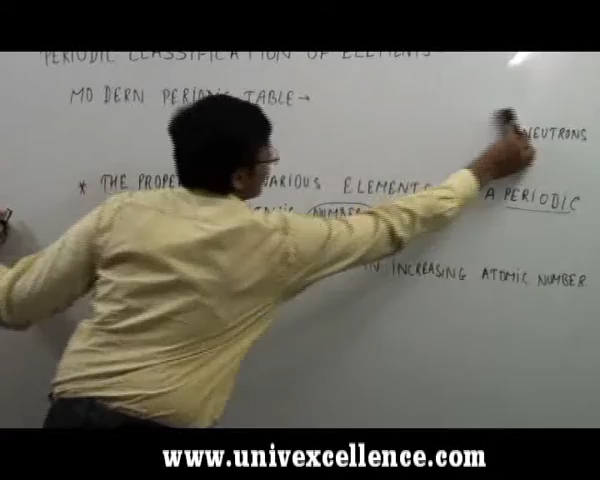 PERIODIC CLASSIFICATION OF ELEMENTS
MODERN PERIODIC TABLE →
NEUTRONS
* THE VARIOUS ELEMENTS A PERIODIC
NUMBER
IN INCREASING ATOMIC NUMBER
www.univexcellence.com